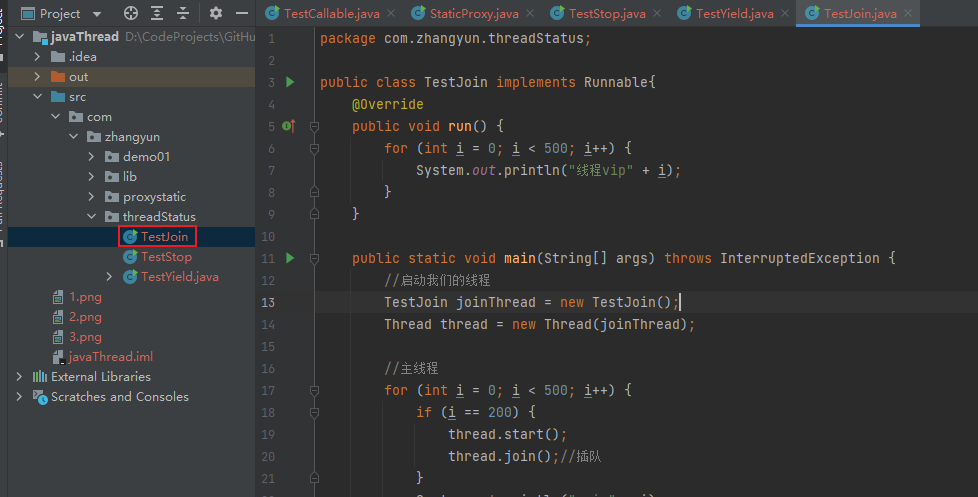 Project
TestCallable.java
StaticProxy.java
TestStop.java
TestYield.java
TestJoin.java
javaThread D:\CodeProjects\GitHu
.idea
out
src
com
zhangyun
demo01
lib
proxystatic
threadStatus
TestJoin
TestStop
TestYield.java
1.png
2.png
3.png
javaThread.iml
External Libraries
Scratches and Consoles
1 package com.zhangyun.threadStatus;
2
3 public class TestJoin implements Runnable{
4 @Override
5 public void run() {
6 for (int i = 0; i < 500; i++) {
7 System.out.println("线程vip" + i);
8 }
9 }
10
11 public static void main(String[] args) throws InterruptedException {
12 //启动我们的线程
13 TestJoin joinThread = new TestJoin();
14 Thread thread = new Thread(joinThread);
15
16 //主线程
17 for (int i = 0; i < 500; i++) {
18 if (i == 200) {
19 thread.start();
20 thread.join();//插队
21 }